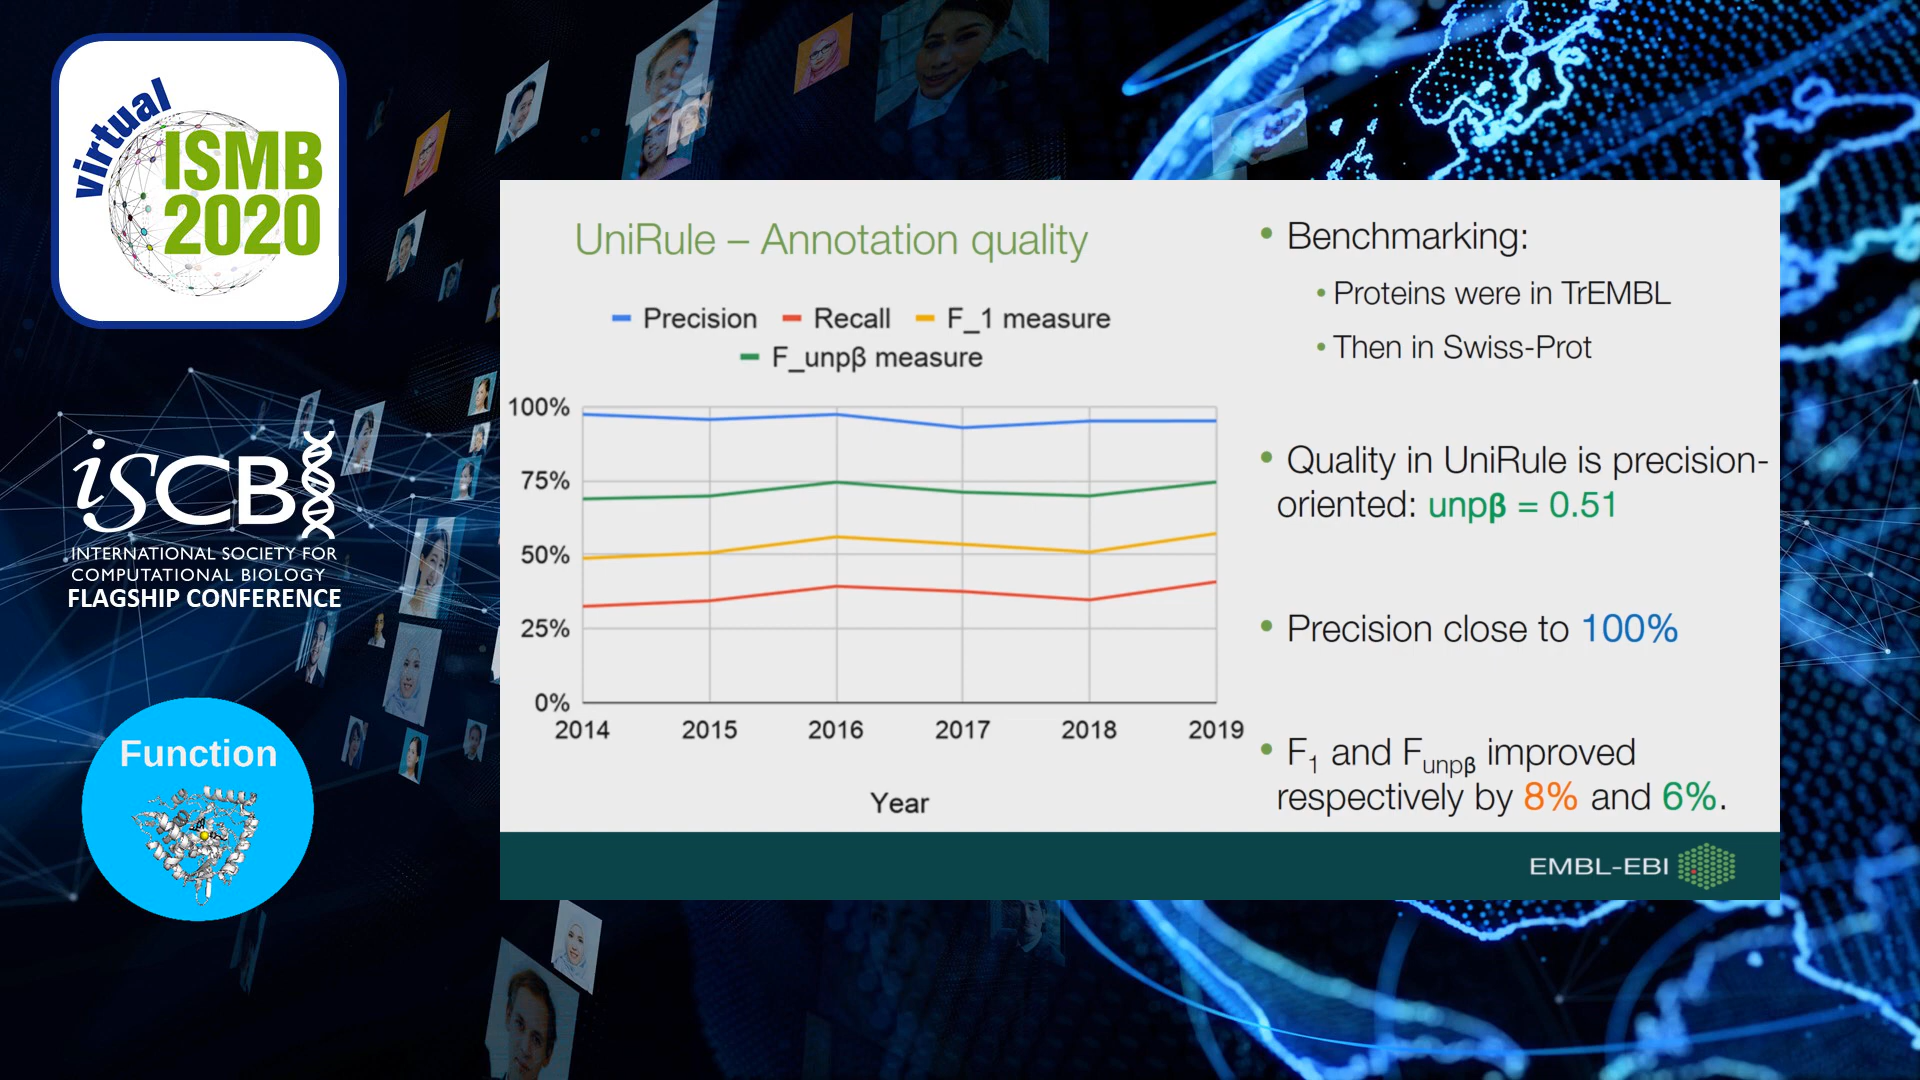 virtual
ISMB
2020
iSCB
INTERNATIONAL SOCIETY FOR
COMPUTATIONAL BIOLOGY
FLAGSHIP CONFERENCE
Function
UniRule – Annotation quality
Precision Recall F_1 measure
F_unpβ measure
100%
75%
50%
25%
0%
2014 2015 2016 2017 2018 2019
Year
• Benchmarking:
• Proteins were in TrEMBL
• Then in Swiss-Prot
• Quality in UniRule is precision-
oriented: unpβ = 0.51
• Precision close to 100%
• F1 and Funpβ improved
respectively by 8% and 6%.
EMBL-EBI